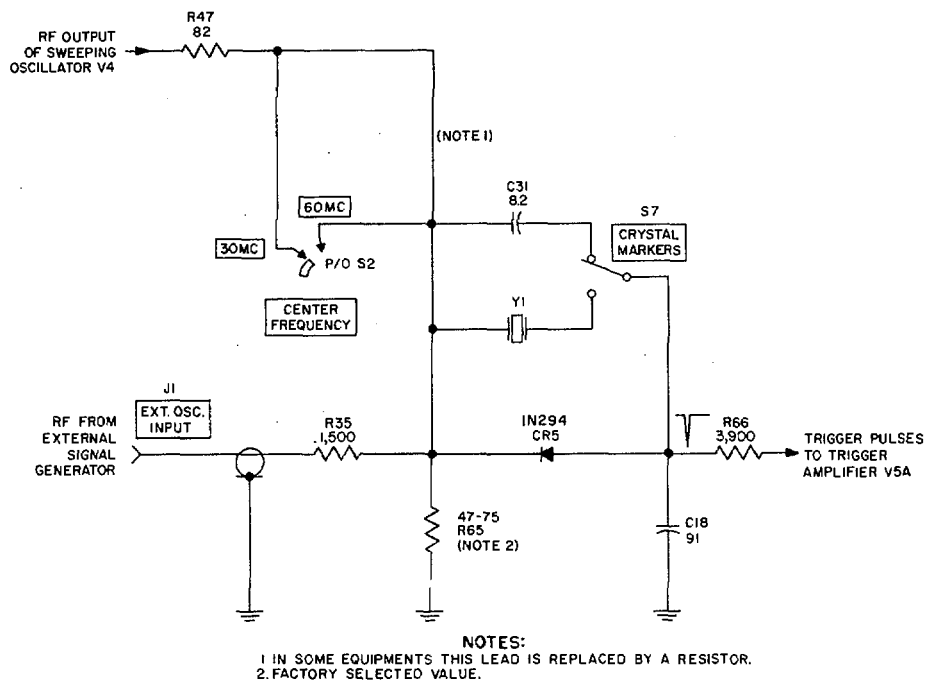 R47
82
RF OUTPUT
OF SWEEPING
OSCILLATOR V4
(NOTE 1)
C31
8.2
S7
CRYSTAL
MARKERS
60MC
30MC
P/O S2
CENTER
FREQUENCY
Y1
J1
EXT. OSC.
INPUT
RF FROM
EXTERNAL
SIGNAL
GENERATOR
R35
1,500
IN294
CR5
R66
3,900
TRIGGER PULSES
TO TRIGGER
AMPLIFIER V5A
47-75
R65
(NOTE 2)
C18
91
NOTES:
1 IN SOME EQUIPMENTS THIS LEAD IS REPLACED BY A RESISTOR.
2. FACTORY SELECTED VALUE.